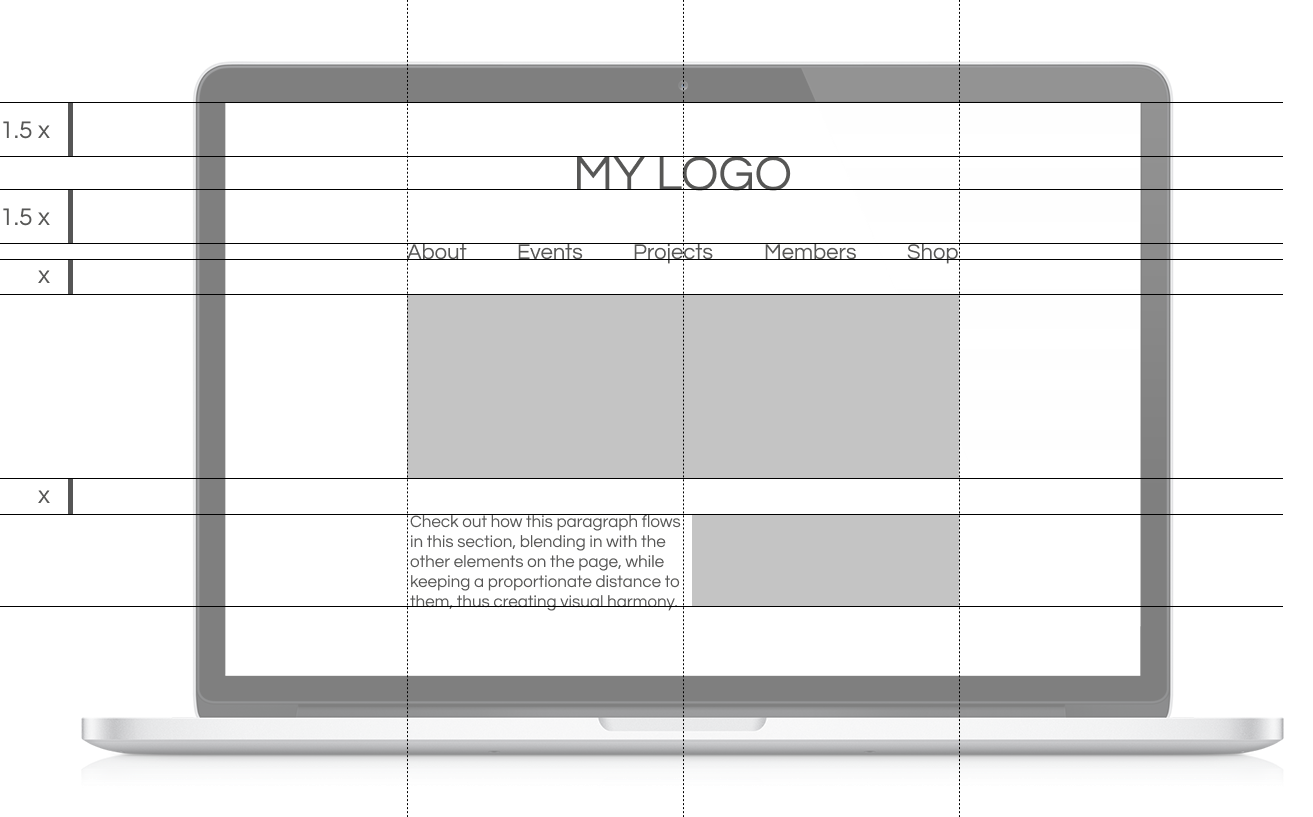 1.5 x
MY LOGO
1.5 x
About Events Projects Members Shop
x
x
Check out how this paragraph flows
in this section, blending in with the
other elements on the page, while
keeping a proportionate distance to
them, thus creating visual harmony.